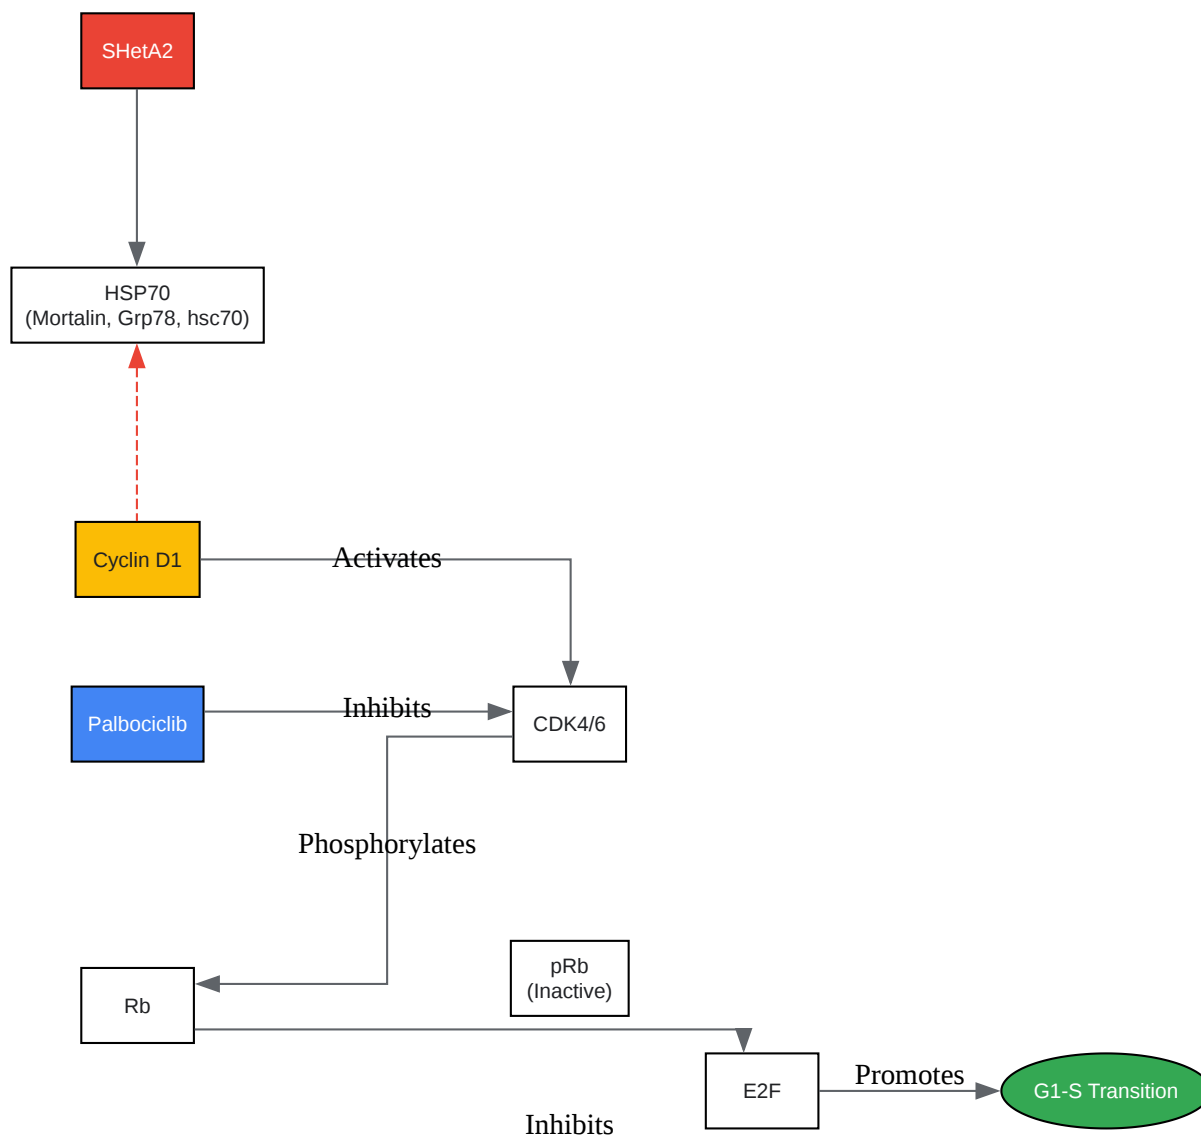 SHetA2
HSP70
(Mortalin, Grp78, hsc70)
Cyclin D1
Activates
Palbociclib
Inhibits
CDK4/6
Phosphorylates
pRb
(Inactive)
Rb
E2F
Promotes
G1-S Transition
Inhibits